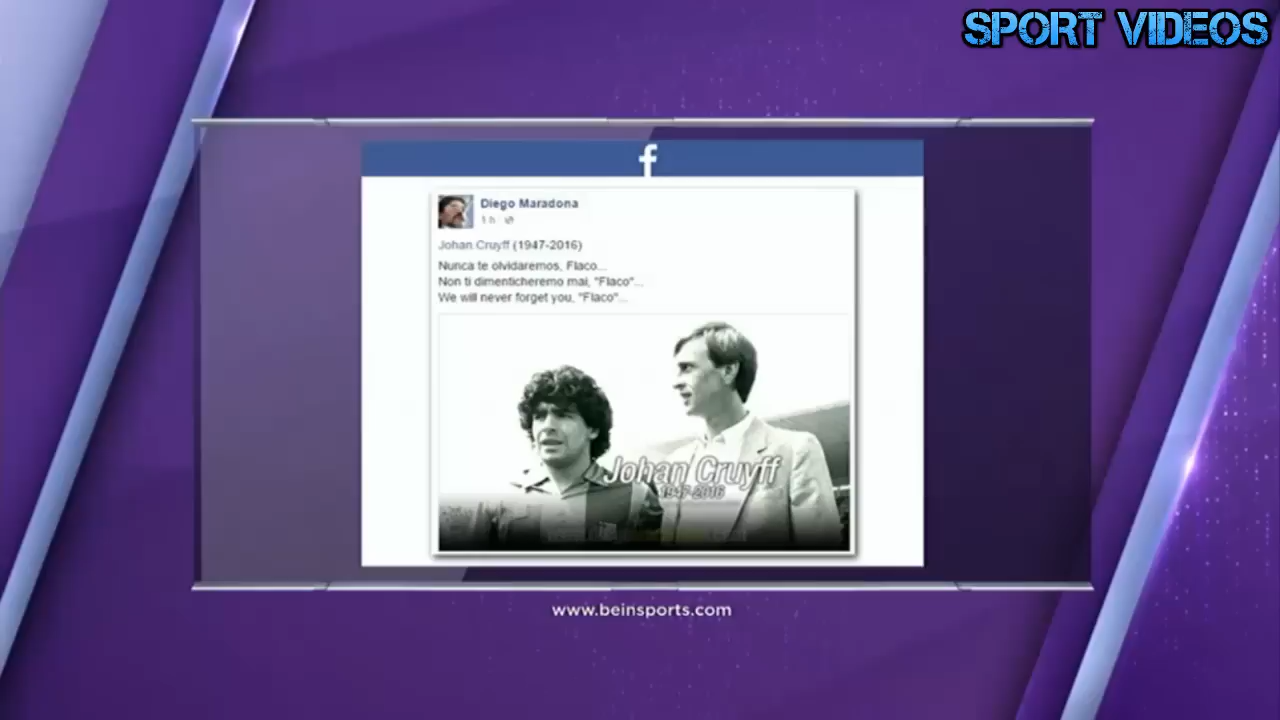 SPORT VIDEOS
f
Diego Maradona
1 h
Johan Cruyff (1947-2016)
Nunca te olvidaremos, Flaco...
Non ti dimenticheremo mai, "Flaco"...
We will never forget you, "Flaco"...
Johan Cruyff
1947-2016
www.beinsports.com